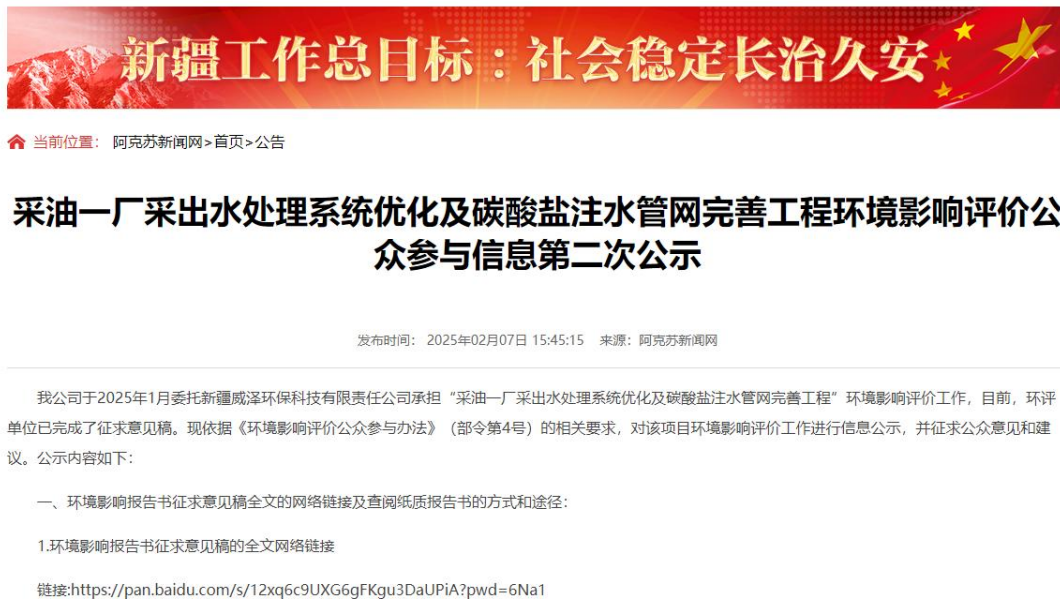 新疆工作总目标：社会稳定长治久安
当前位置： 阿克苏新闻网>首页>公告
采油一厂采出水处理系统优化及碳酸盐注水管网完善工程环境影响评价公
众参与信息第二次公示
发布时间： 2025年02月07日 15:45:15 来源：阿克苏新闻网
我公司于2025年1月委托新疆威泽环保科技有限责任公司承担“采油一厂采出水处理系统优化及碳酸盐注水管网完善工程”环境影响评价工作，目前，环评
单位已完成了征求意见稿。现依据《环境影响评价公众参与办法》（部令第4号）的相关要求，对该项目环境影响评价工作进行信息公示，并征求公众意见和建
议。公示内容如下：
一、环境影响报告书征求意见稿全文的网络链接及查阅纸质报告书的方式和途径：
1.环境影响报告书征求意见稿的全文网络链接
链接:https://pan.baidu.com/s/12xq6c9UXG6gFKgu3DaUPiA?pwd=6Na1